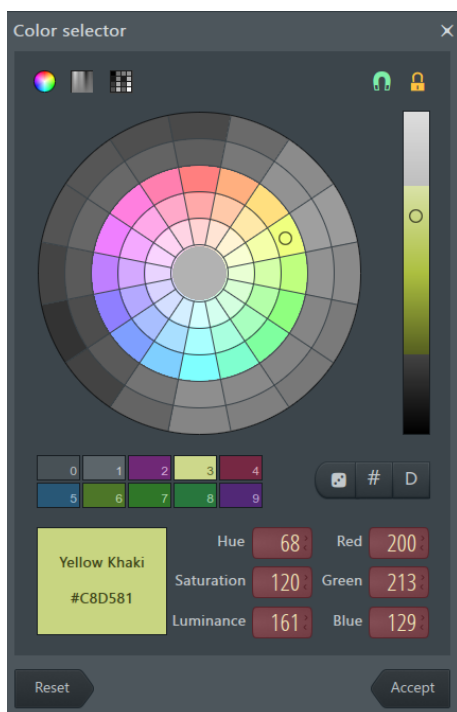 Color selector
0 1 2 3 4
5 6 7 8 9
# D
Yellow Khaki
#C8D581
Hue 68 Red 200
Saturation 120 Green 213
Luminance 161 Blue 129
Reset Accept